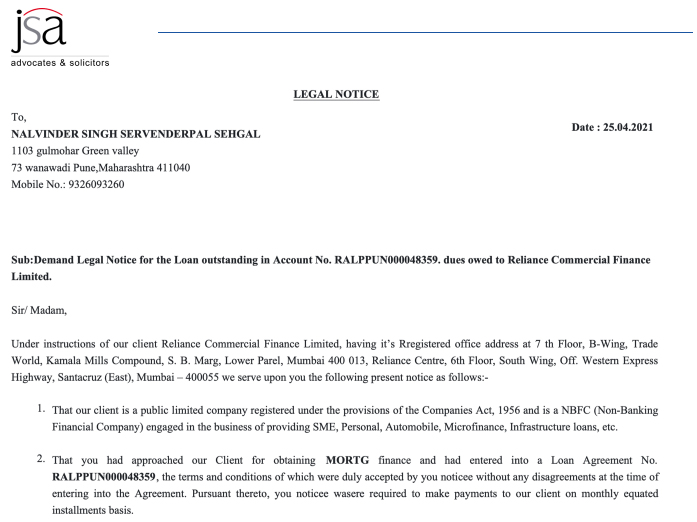 jsa
advocates & solicitors
LEGAL NOTICE
To,
Date : 25.04.2021
NALVINDER SINGH SERVENDERPAL SEHGAL
1103 gulmohar Green valley
73 wanawadi Pune,Maharashtra 411040
Mobile No.: 9326093260
Sub:Demand Legal Notice for the Loan outstanding in Account No. RALPPUN000048359. dues owed to Reliance Commercial Finance
Limited.
Sir/ Madam,
Under instructions of our client Reliance Commercial Finance Limited, having it’s Rregistered office address at 7 th Floor, B-Wing, Trade
World, Kamala Mills Compound, S. B. Marg, Lower Parel, Mumbai 400 013, Reliance Centre, 6th Floor, South Wing, Off. Western Express
Highway, Santacruz (East), Mumbai – 400055 we serve upon you the following present notice as follows:-
1. That our client is a public limited company registered under the provisions of the Companies Act, 1956 and is a NBFC (Non-Banking
Financial Company) engaged in the business of providing SME, Personal, Automobile, Microfinance, Infrastructure loans, etc.
2. That you had approached our Client for obtaining MORTG finance and had entered into a Loan Agreement No.
RALPPUN000048359, the terms and conditions of which were duly accepted by you noticee without any disagreements at the time of
entering into the Agreement. Pursuant thereto, you noticee wasere required to make payments to our client on monthly equated
installments basis.